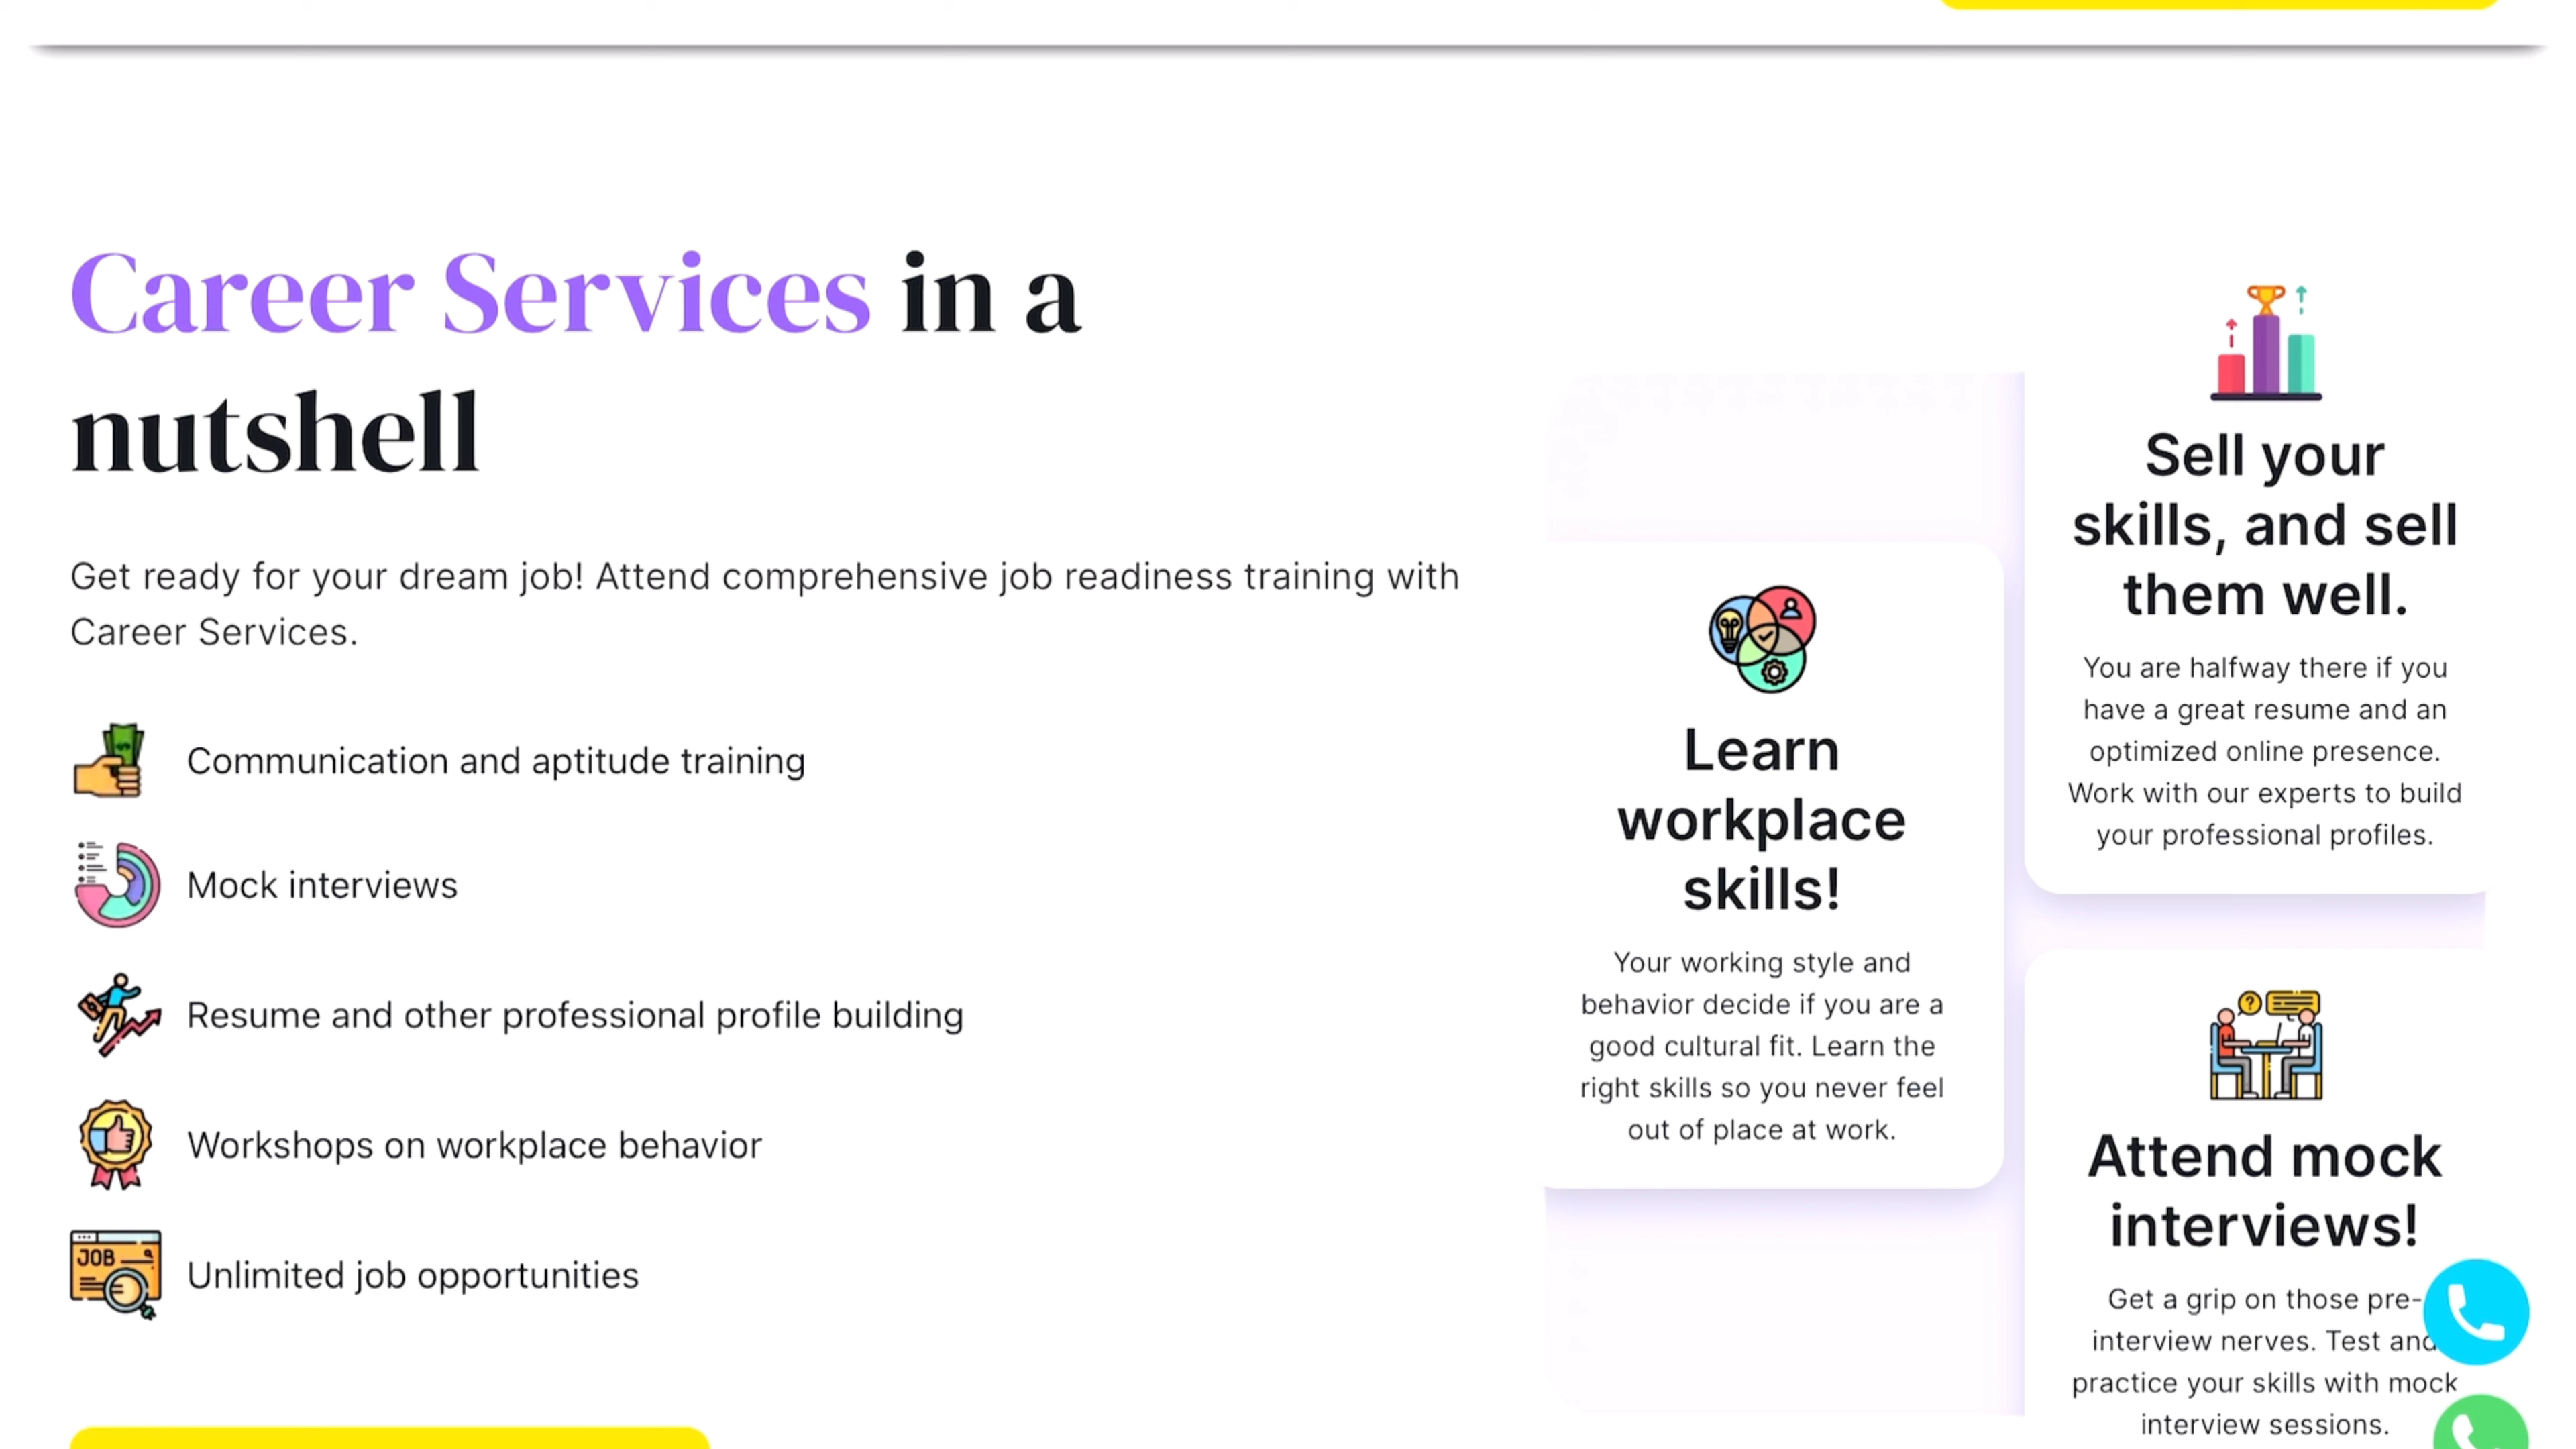 Career Services in a
nutshell
Get ready for your dream job! Attend comprehensive job readiness training with
Career Services.
Communication and aptitude training
Mock interviews
Resume and other professional profile building
Workshops on workplace behavior
JOB
Unlimited job opportunities
Learn
workplace
skills!
Your working style and
behavior decide if you are a
good cultural fit. Learn the
right skills so you never feel
out of place at work.
Sell your
skills, and sell
them well.
You are halfway there if you
have a great resume and an
optimized online presence.
Work with our experts to build
your professional profiles.
Attend mock
interviews!
Get a grip on those pre-
interview nerves. Test and
practice your skills with mock
interview sessions.